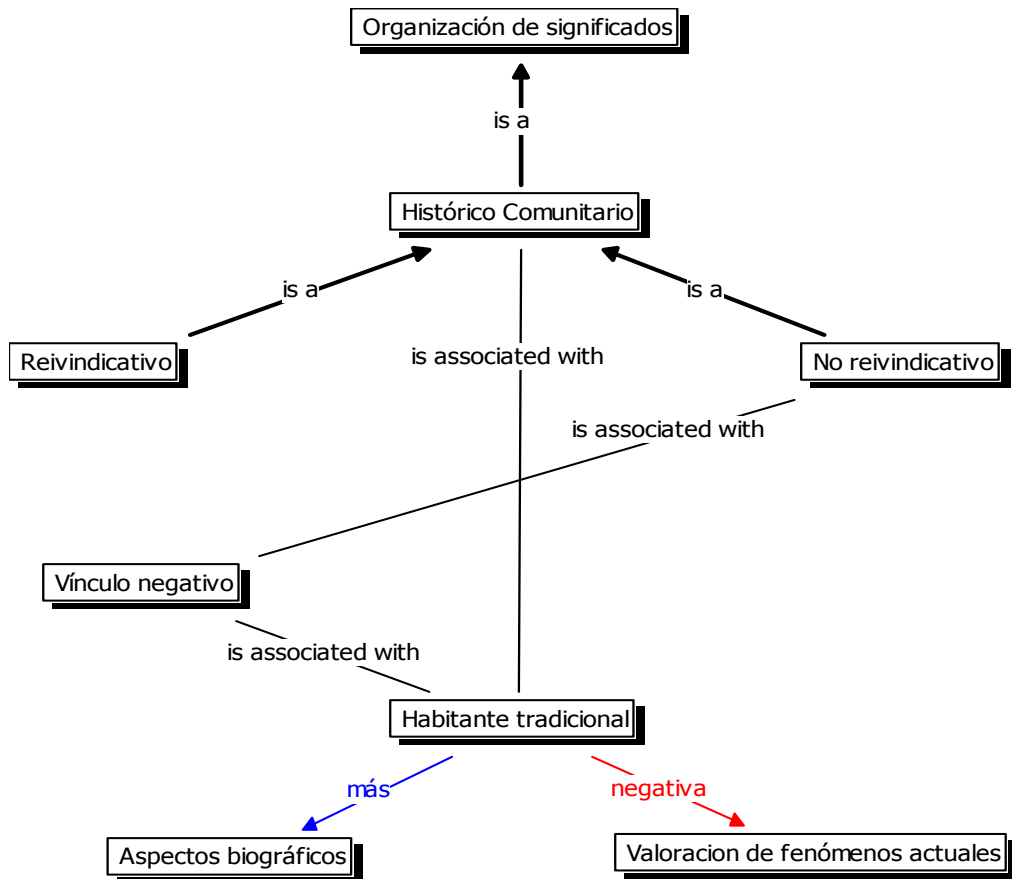 Organización de significados
is a
Histórico Comunitario
is a
is a
Reivindicativo
is associated with
No reivindicativo
is associated with
Vínculo negativo
is associated with
Habitante tradicional
más
negativa
Aspectos biográficos
Valoracion de fenómenos actuales